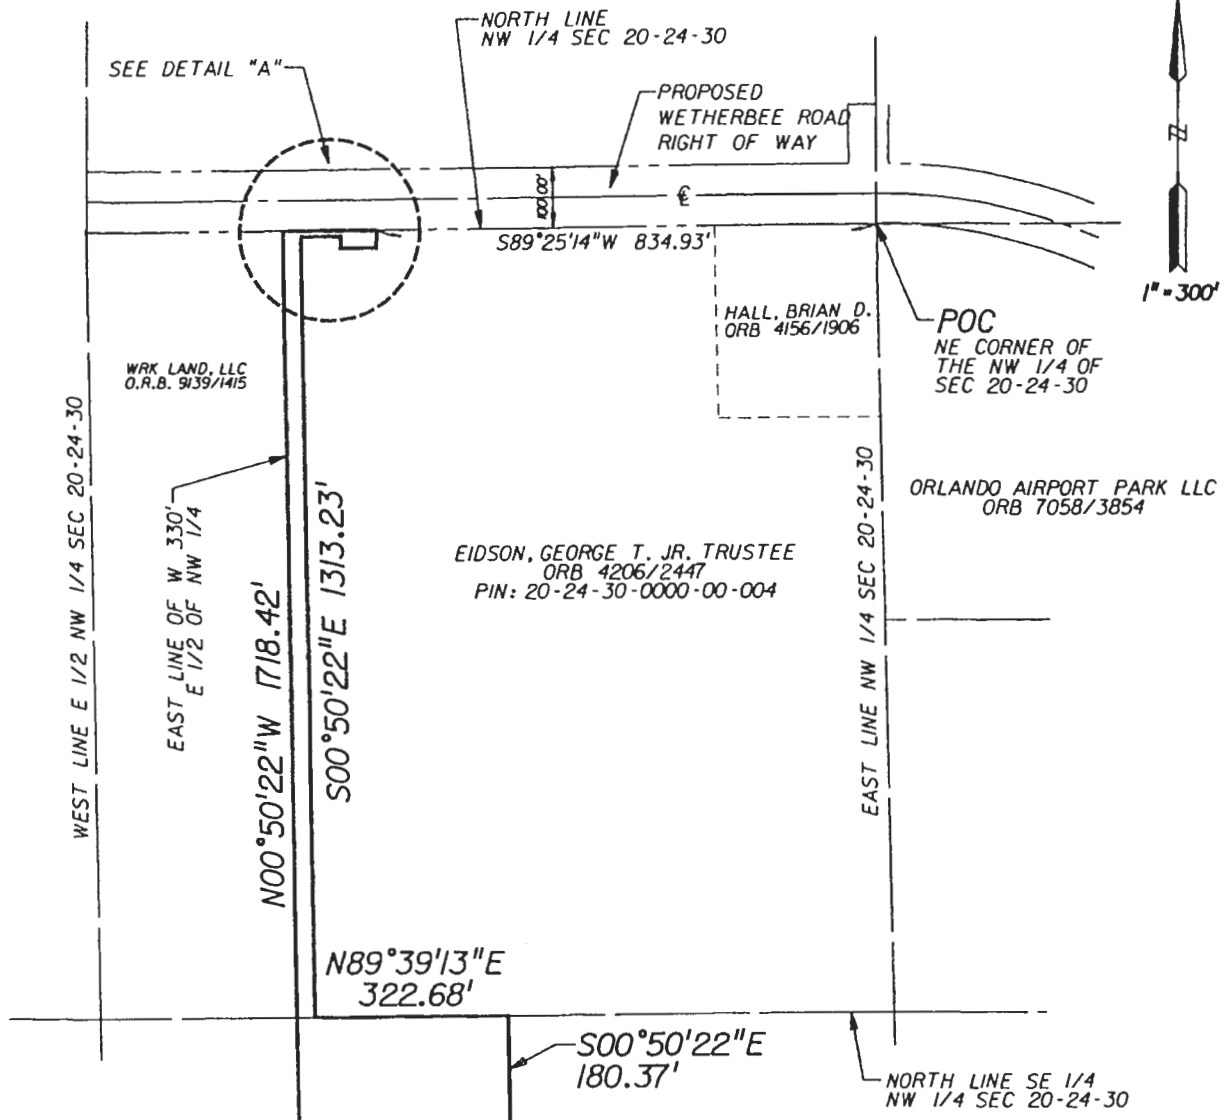 NORTH LINE
NW 1/4 SEC 20-24-30
SEE DETAIL "A"
PROPOSED
WETHERBEE ROAD
RIGHT OF WAY
N
1" = 300'
100.00'
℄
S89°25'14"W 834.93'
HALL, BRIAN D.
ORB 4156/1906
POC
NE CORNER OF
THE NW 1/4 OF
SEC 20-24-30
WRK LAND, LLC
O.R.B. 9139/1415
WEST LINE E 1/2 NW 1/4 SEC 20-24-30
EAST LINE OF W 330'
E 1/2 OF NW 1/4
N00°50'22"W 1718.42'
S00°50'22"E 1313.23'
EIDSON, GEORGE T. JR. TRUSTEE
ORB 4206/2447
PIN: 20-24-30-0000-00-004
EAST LINE NW 1/4 SEC 20-24-30
ORLANDO AIRPORT PARK LLC
ORB 7058/3854
N89°39'13"E
322.68'
S00°50'22"E
180.37'
NORTH LINE SE 1/4
NW 1/4 SEC 20-24-30